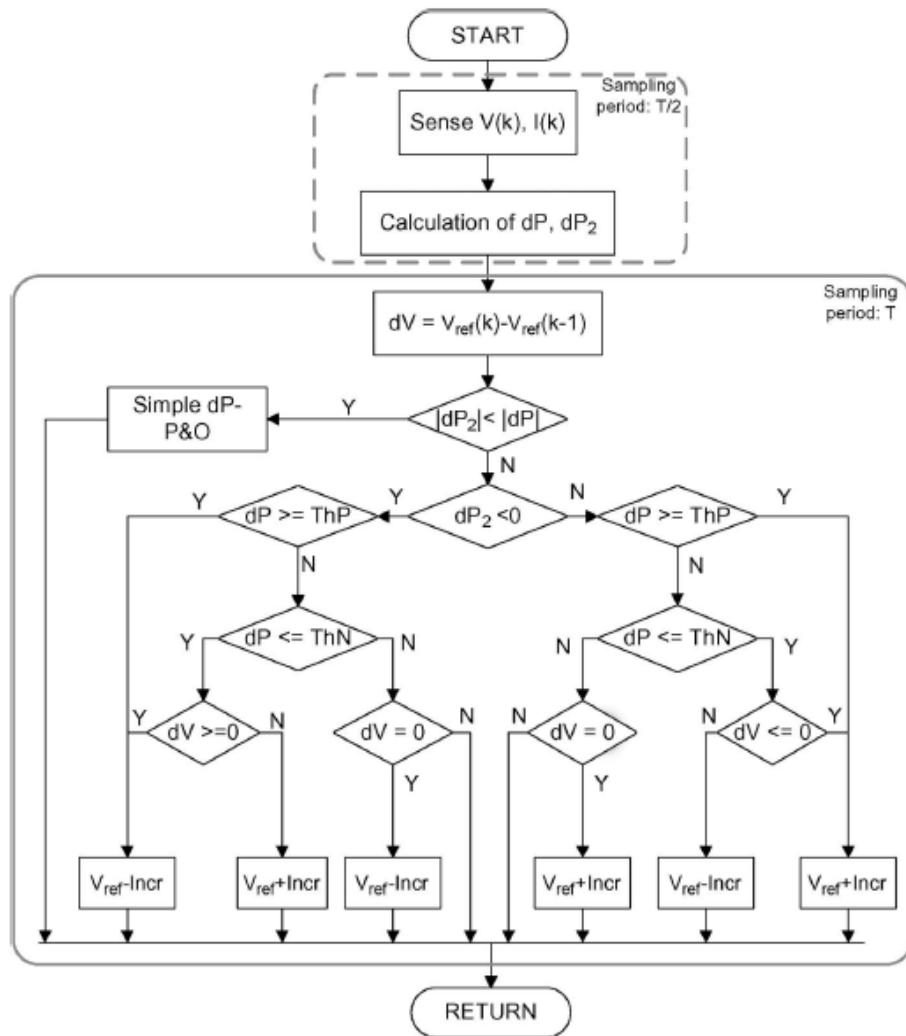 START
Sampling
period: T/2
Sense V(k), I(k)
Calculation of dP, dP₂
Sampling
period: T
dV = Vref(k)-Vref(k-1)
Simple dP-
P&O
Y
|dP₂|< |dP|
N
Y
dP >= ThP
Y
dP₂ <0
N
dP >= ThP
Y
N
N
Y
dP <= ThN
N
N
dP <= ThN
Y
Y
dV >=0
N
dV = 0
N
N
dV = 0
N
dV <= 0
Y
Y
Y
Vref-Incr
Vref+Incr
Vref-Incr
Vref+Incr
Vref-Incr
Vref+Incr
RETURN